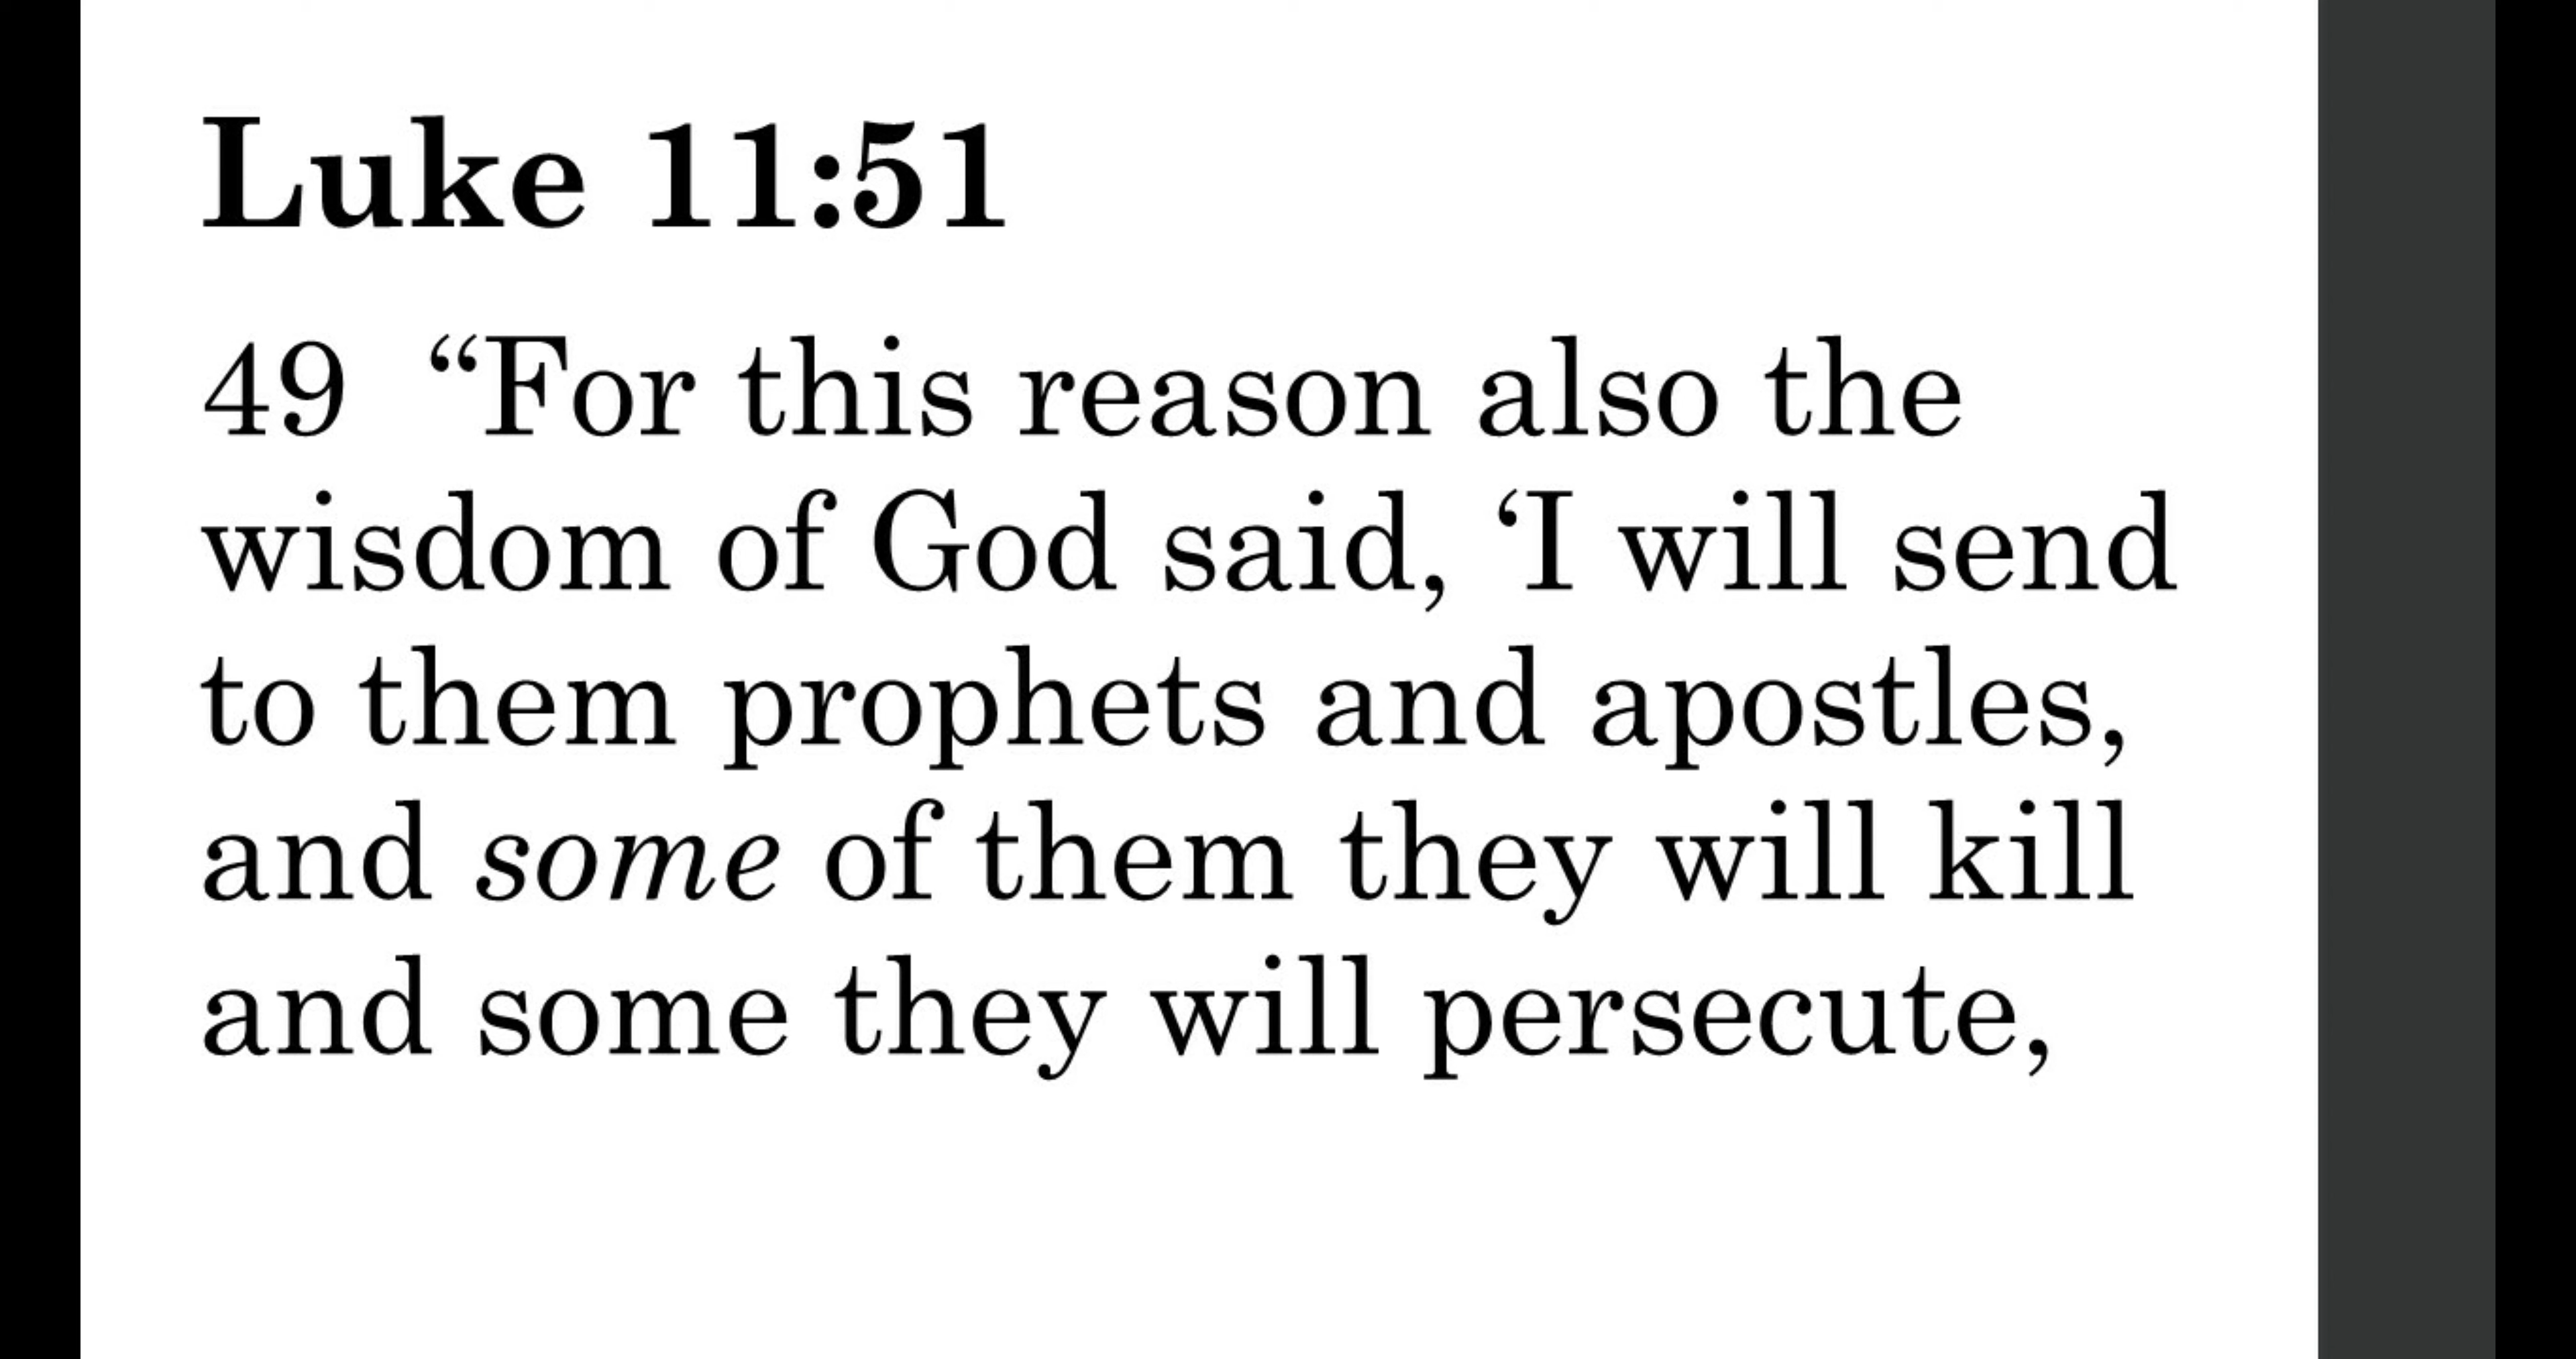 Luke 11:51
49 “For this reason also the
wisdom of God said, ‘I will send
to them prophets and apostles,
and some of them they will kill
and some they will persecute,